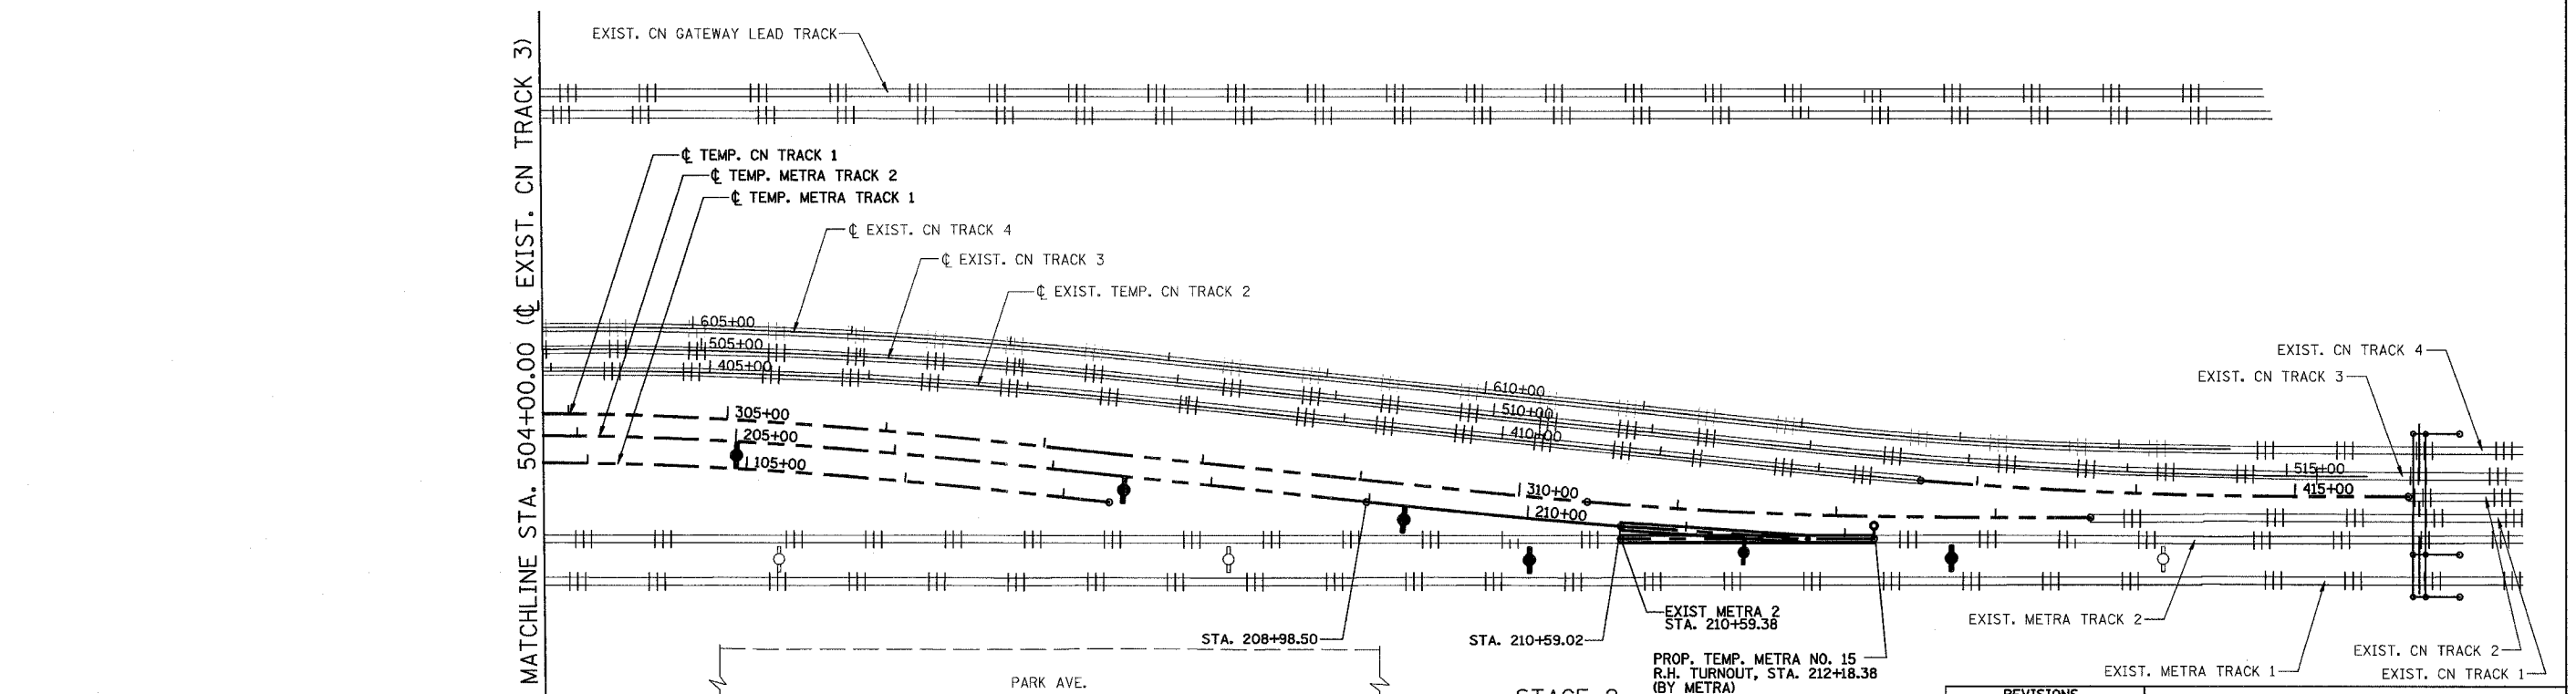 EXIST. CN GATEWAY LEAD TRACK
MATCHLINE STA. 504+00.00 (℄ EXIST. CN TRACK 3)
℄ TEMP. CN TRACK 1
℄ TEMP. METRA TRACK 2
℄ TEMP. METRA TRACK 1
℄ EXIST. CN TRACK 4
℄ EXIST. CN TRACK 3
℄ EXIST. TEMP. CN TRACK 2
605+00
505+00
405+00
305+00
205+00
105+00
610+00
510+00
410+00
310+00
210+00
EXIST. CN TRACK 4
EXIST. CN TRACK 3
515+00
415+00
STA. 208+98.50
STA. 210+59.02
EXIST METRA 2
STA. 210+59.38
PROP. TEMP. METRA NO. 15
R.H. TURNOUT, STA. 212+18.38
(BY METRA)
EXIST. METRA TRACK 2
EXIST. METRA TRACK 1
EXIST. CN TRACK 2
EXIST. CN TRACK 1
PARK AVE.
REVISIONS